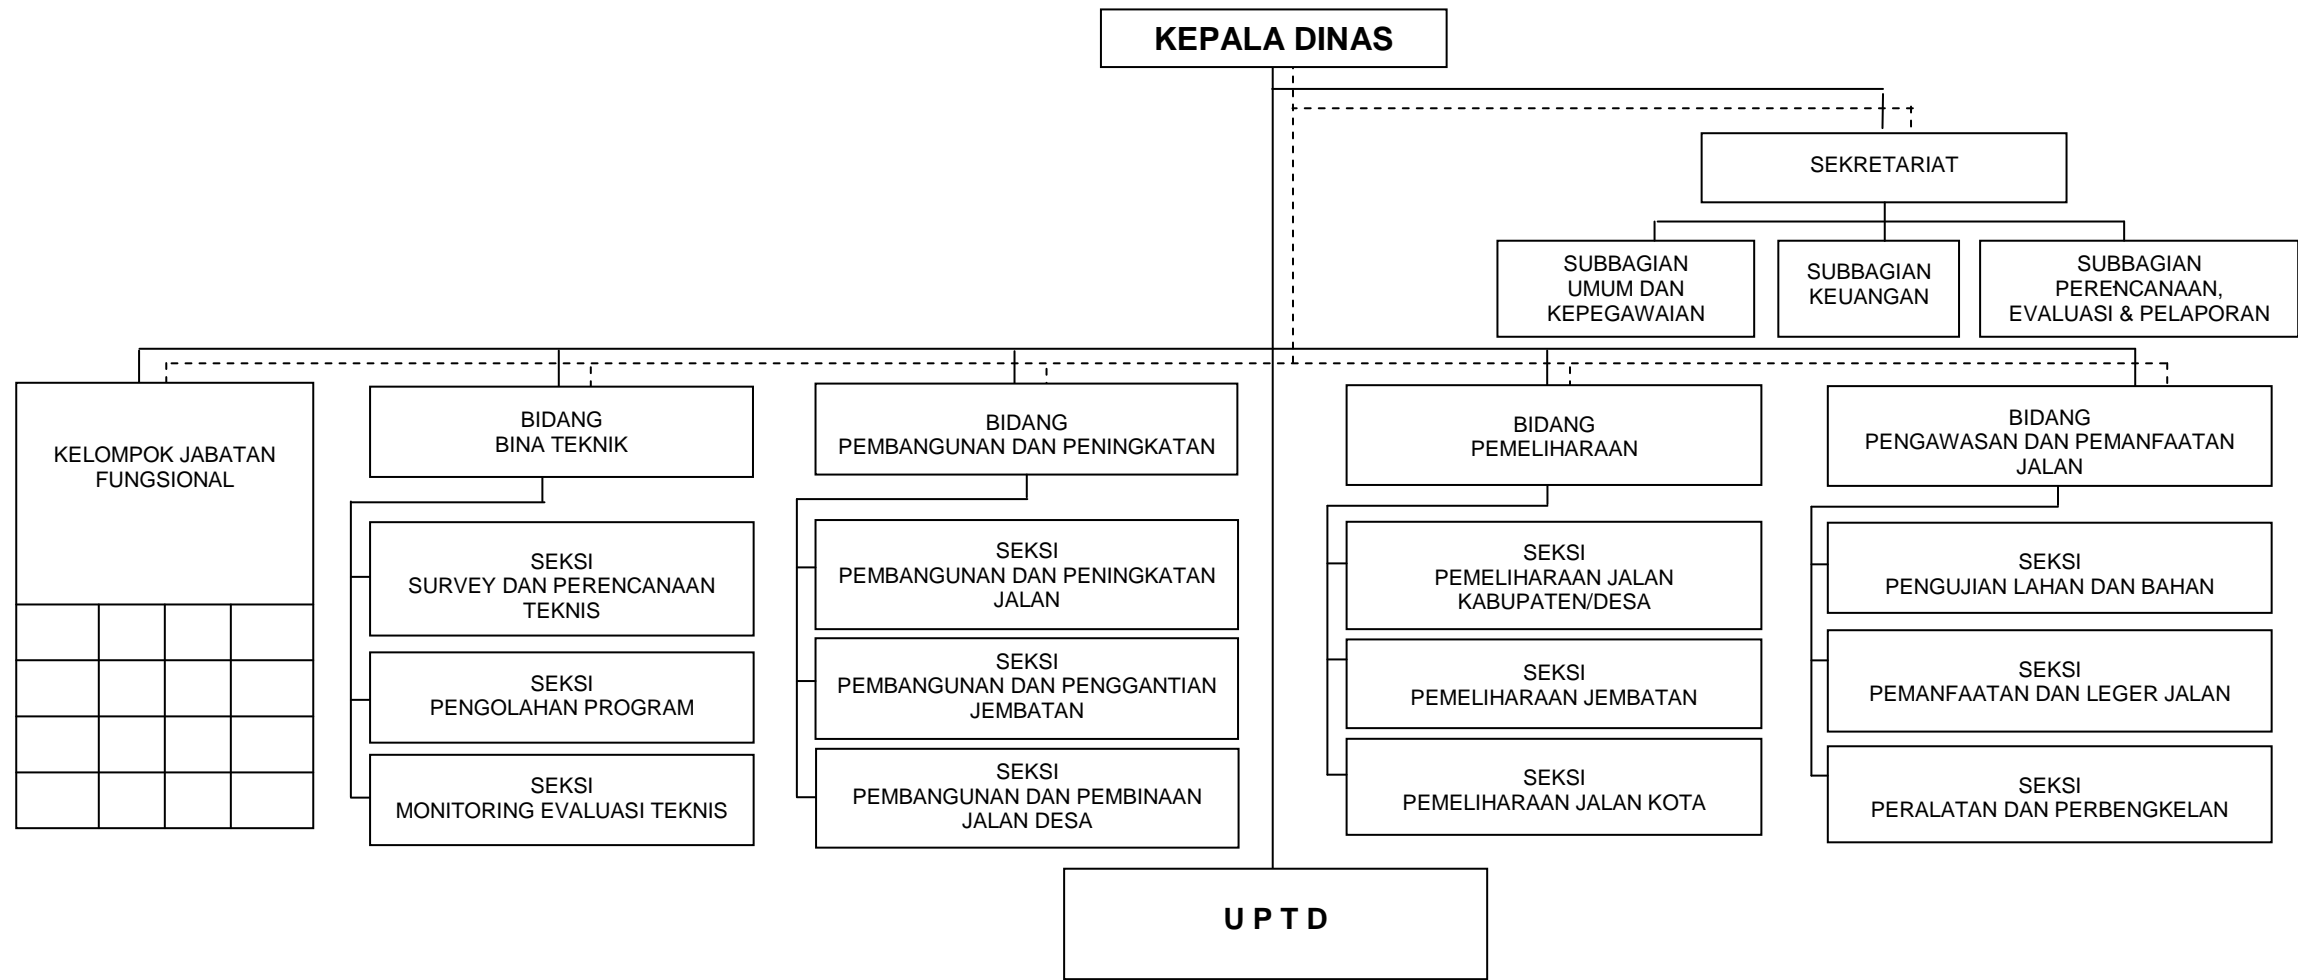 KEPALA DINAS
SEKRETARIAT
SUBBAGIAN
UMUM DAN
KEPEGAWAIAN
SUBBAGIAN
KEUANGAN
SUBBAGIAN
PERENCANAAN,
EVALUASI & PELAPORAN
KELOMPOK JABATAN
FUNGSIONAL
BIDANG
BINA TEKNIK
SEKSI
SURVEY DAN PERENCANAAN
TEKNIS
SEKSI
PENGOLAHAN PROGRAM
SEKSI
MONITORING EVALUASI TEKNIS
BIDANG
PEMBANGUNAN DAN PENINGKATAN
SEKSI
PEMBANGUNAN DAN PENINGKATAN
JALAN
SEKSI
PEMBANGUNAN DAN PENGGANTIAN
JEMBATAN
SEKSI
PEMBANGUNAN DAN PEMBINAAN
JALAN DESA
BIDANG
PEMELIHARAAN
SEKSI
PEMELIHARAAN JALAN
KABUPATEN/DESA
SEKSI
PEMELIHARAAN JEMBATAN
SEKSI
PEMELIHARAAN JALAN KOTA
BIDANG
PENGAWASAN DAN PEMANFAATAN
JALAN
SEKSI
PENGUJIAN LAHAN DAN BAHAN
SEKSI
PEMANFAATAN DAN LEGER JALAN
SEKSI
PERALATAN DAN PERBENGKELAN
U P T D